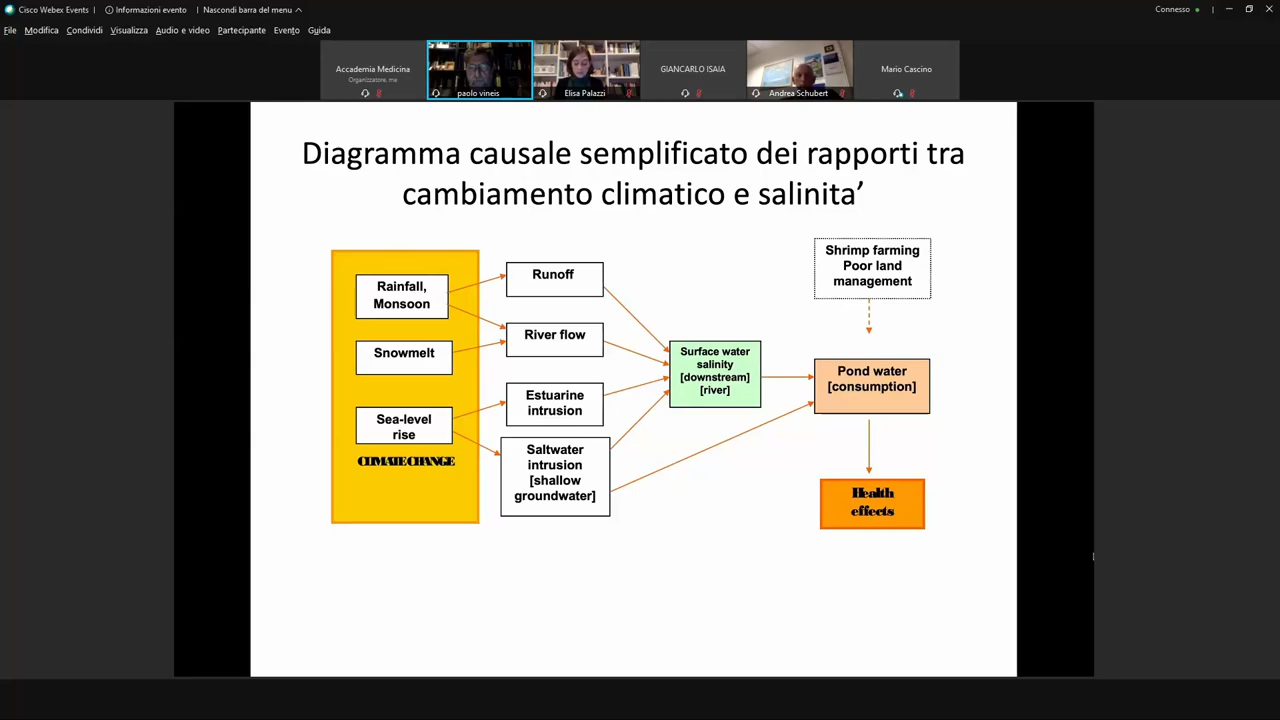 Cisco Webex Events
Informazioni evento
Nascondi barra del menu
Connesso
File Modifica Condividi Visualizza Audio e video Partecipante Evento Guida
Accademia Medicina
Organizzatore, me
paolo vineis
Elisa Palazzi
GIANCARLO ISAIA
Andrea Schubert
Mario Cascino
Diagramma causale semplificato dei rapporti tra
cambiamento climatico e salinita’
Rainfall,
Monsoon
Snowmelt
Sea-level
rise
CLIMATE CHANGE
Runoff
River flow
Estuarine
intrusion
Saltwater
intrusion
[shallow
groundwater]
Surface water
salinity
[downstream]
[river]
Shrimp farming
Poor land
management
Pond water
[consumption]
Health
effects